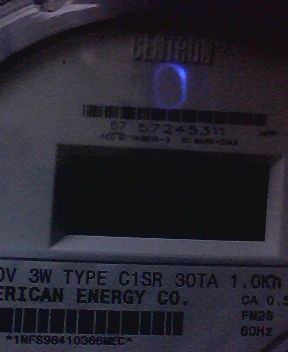 CENTRON
07 57245311
0V 3W TYPE C1SR 30TA 1.0Kh
ERICAN ENERGY CO.
CA 0.5
FM2S
60Hz
*1NFS98410366MEC*